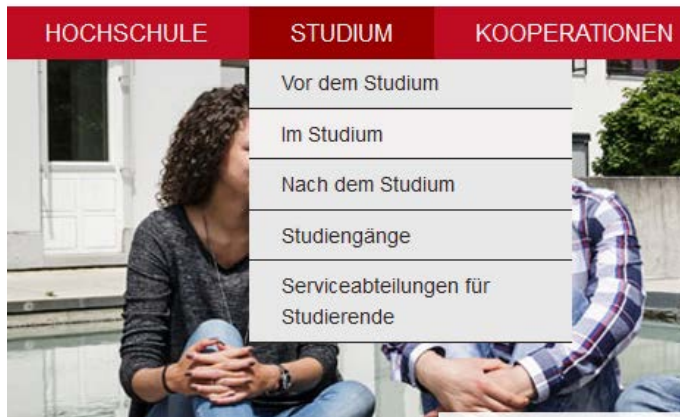 HOCHSCHULE STUDIUM KOOPERATIONEN
Vor dem Studium
Im Studium
Nach dem Studium
Studiengänge
Serviceabteilungen für
Studierende